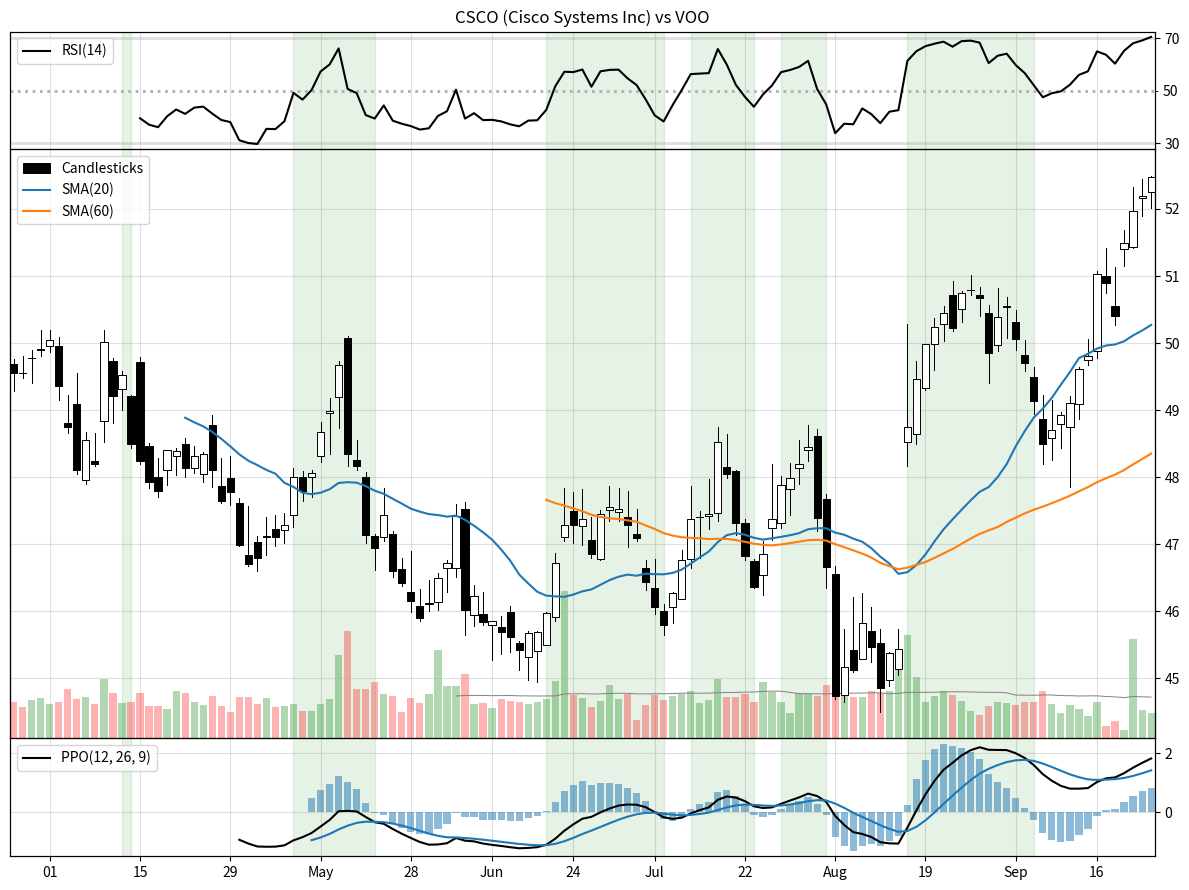 CSCO (Cisco Systems Inc) vs VOO
RSI(14)
70
50
30
Candlesticks
SMA(20)
SMA(60)
52
51
50
49
48
47
46
45
PPO(12, 26, 9)
2
0
01 15 29 May 28 Jun 24 Jul 22 Aug 19 Sep 16